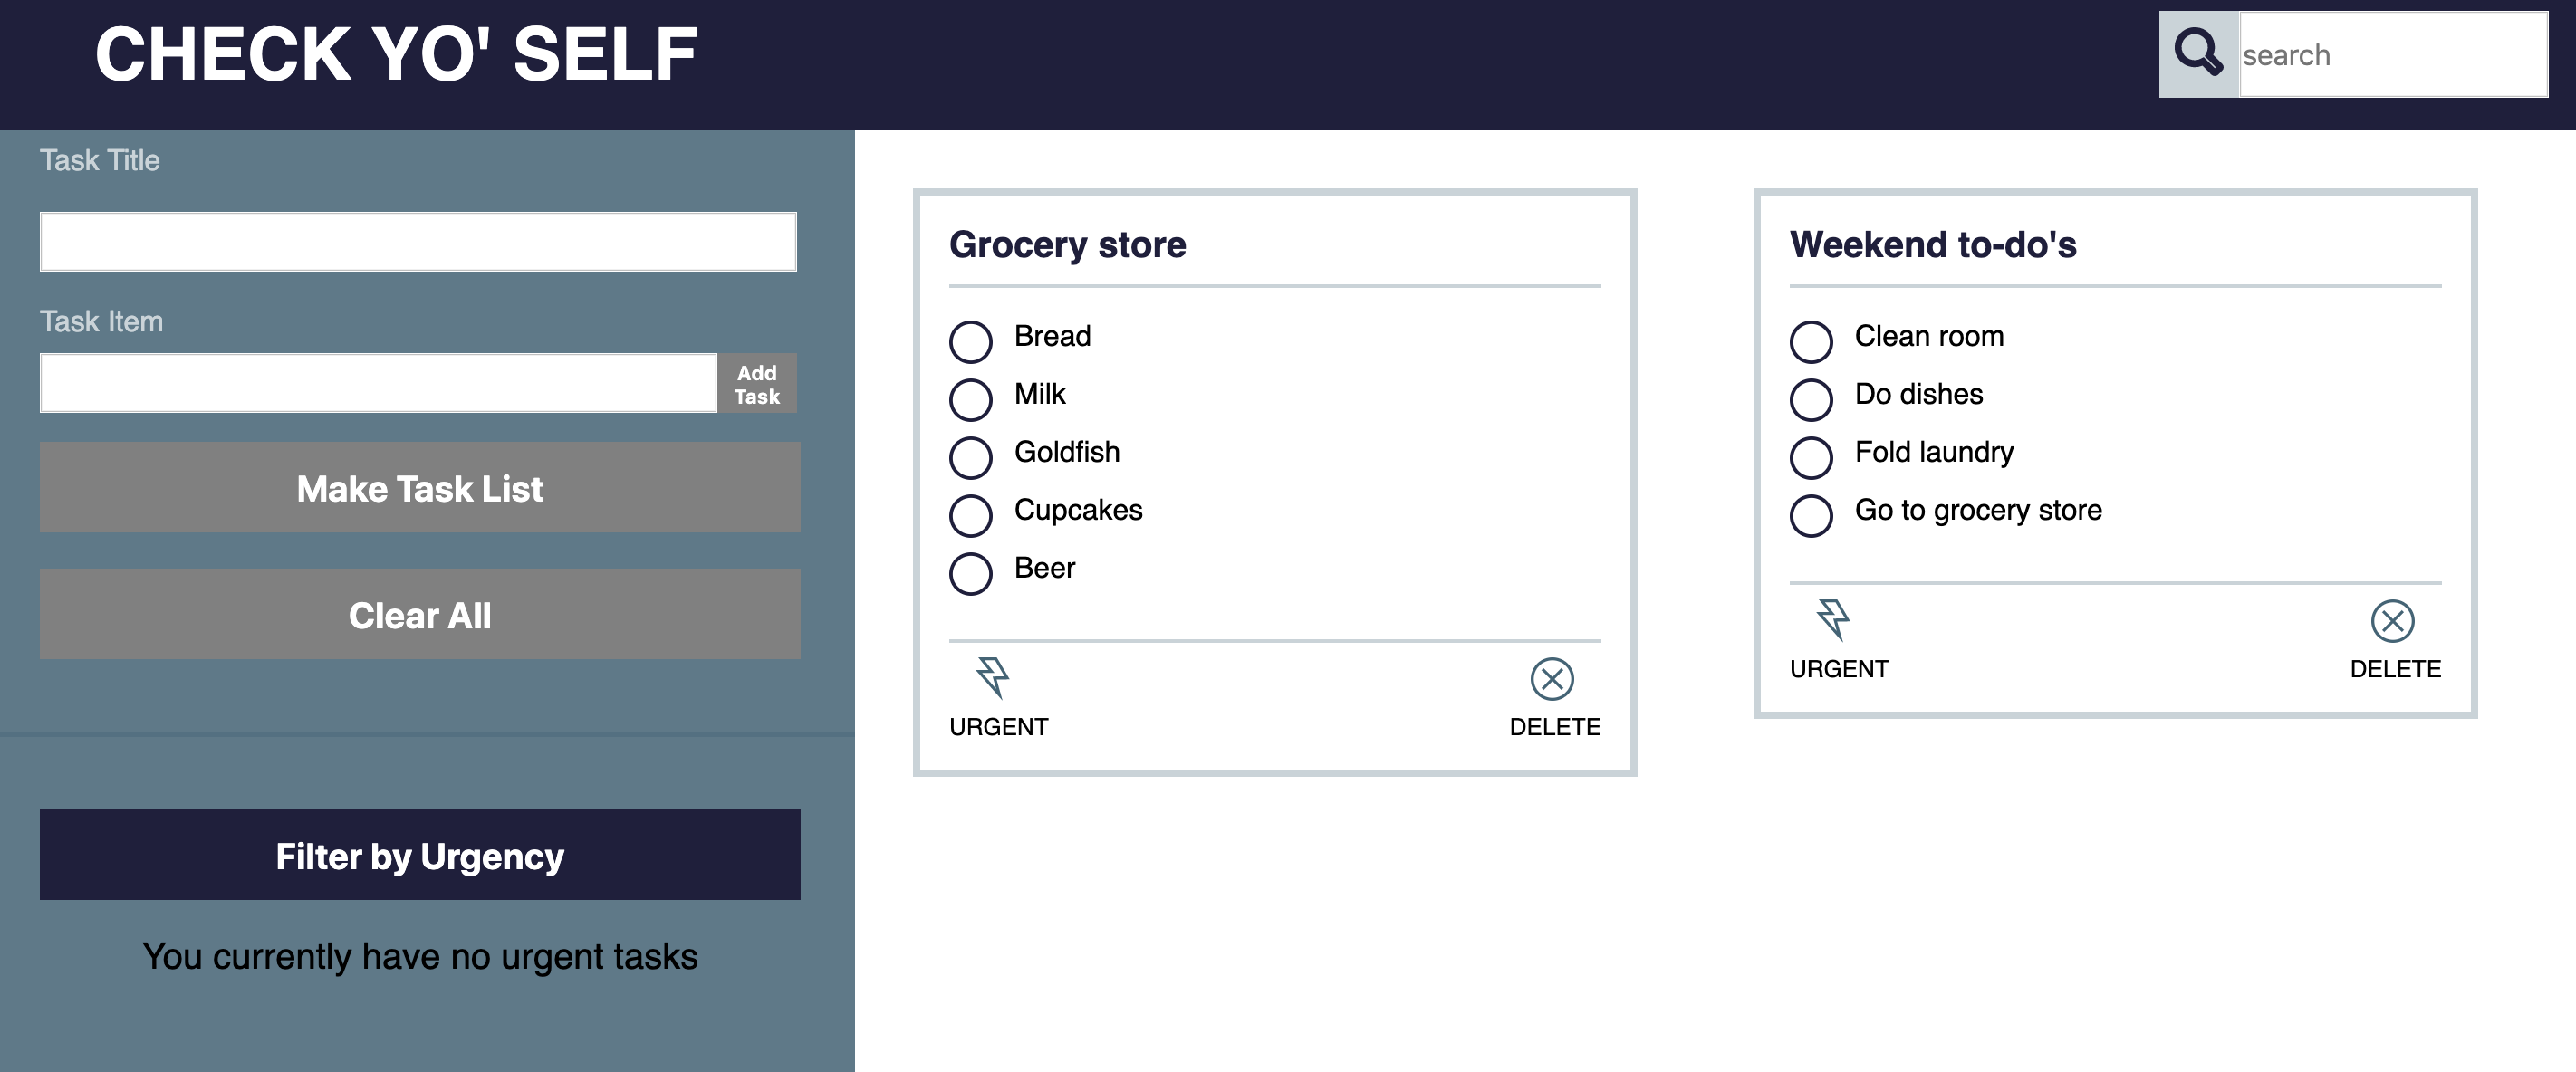 CHECK YO' SELF
search
Task Title
Task Item
Add
Task
Make Task List
Clear All
Filter by Urgency
You currently have no urgent tasks
Grocery store
Bread
Milk
Goldfish
Cupcakes
Beer
URGENT
DELETE
Weekend to-do's
Clean room
Do dishes
Fold laundry
Go to grocery store
URGENT
DELETE